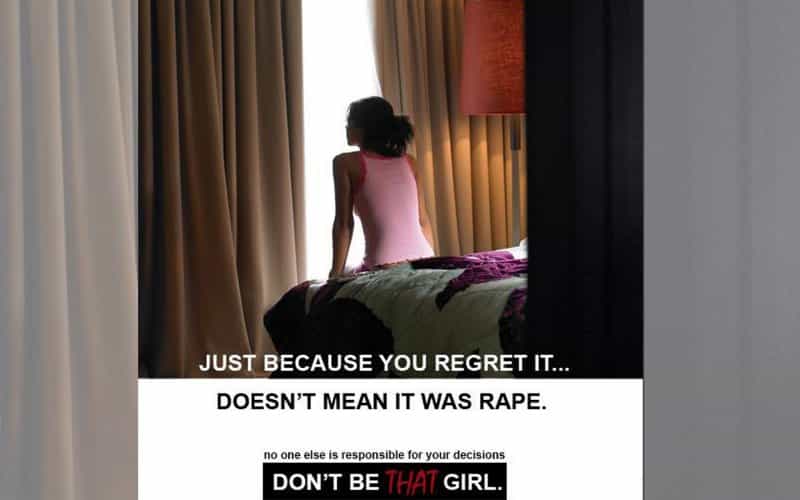 JUST BECAUSE YOU REGRET IT...
DOESN'T MEAN IT WAS RAPE.
no one else is responsible for your decisions
DON'T BE THAT GIRL.